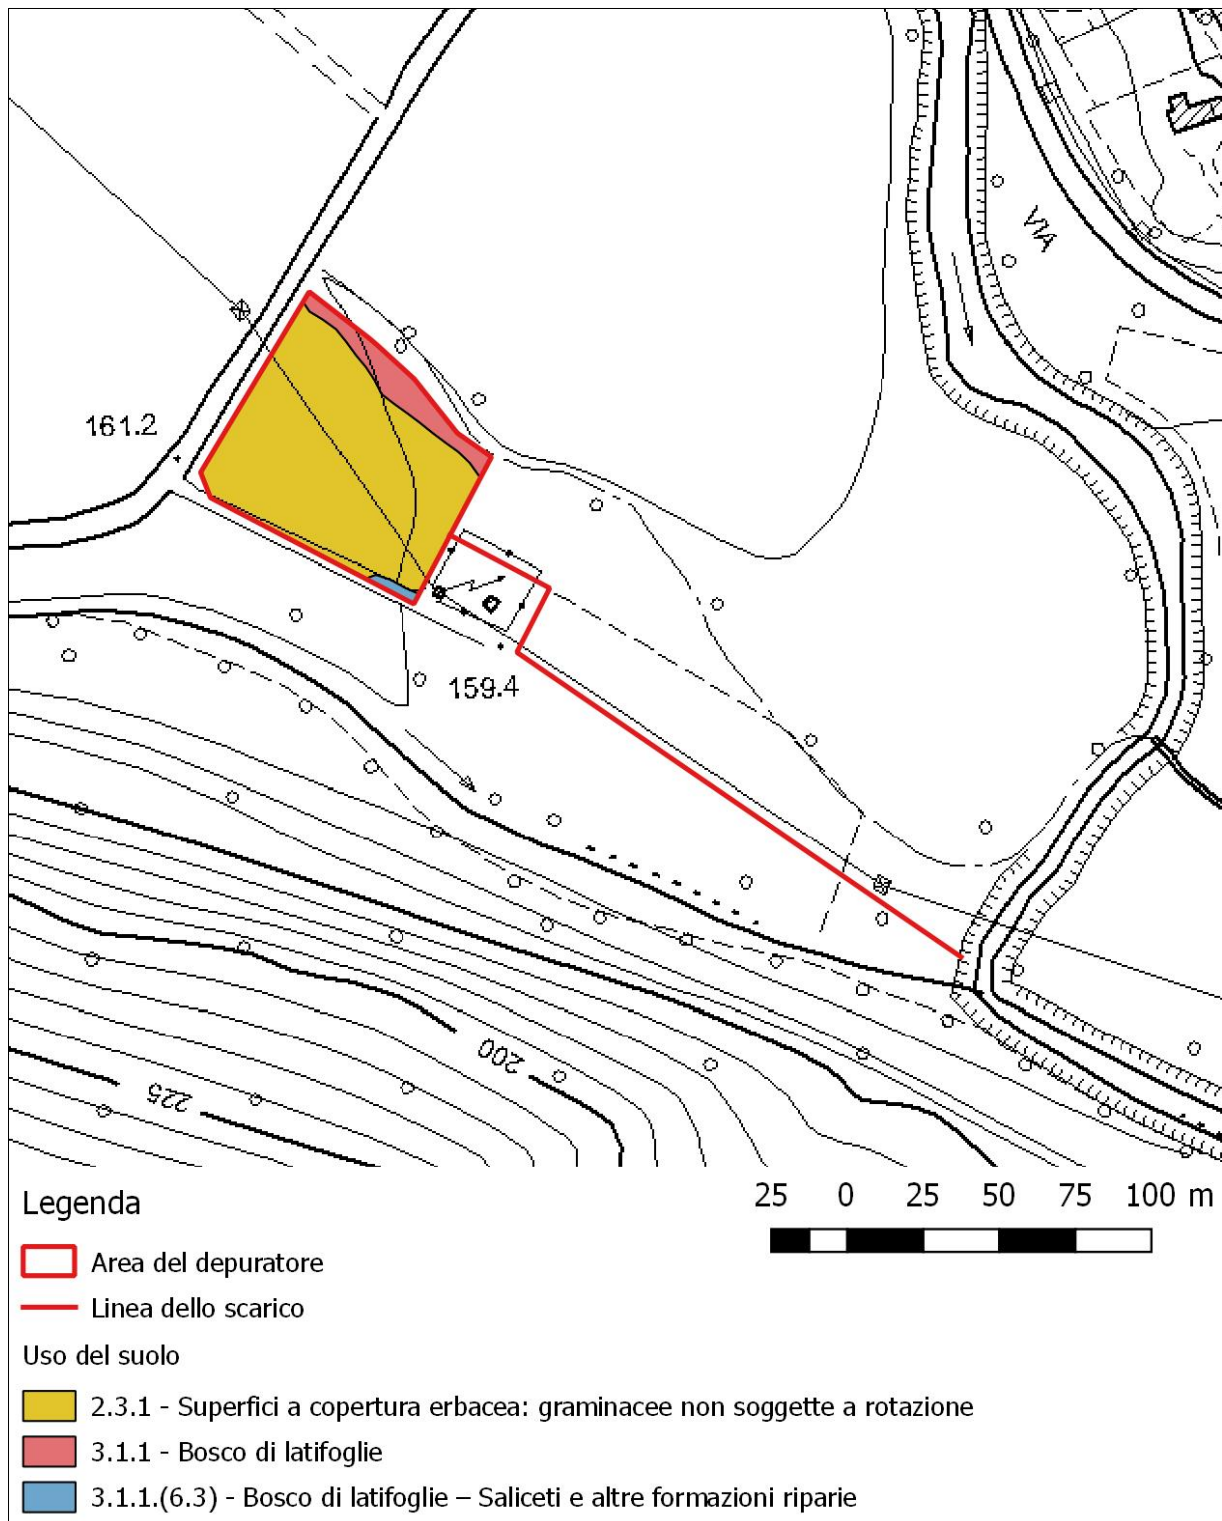 VIA
161.2
159.4
200
225
Legenda
25 0 25 50 75 100 m
Area del depuratore
Linea dello scarico
Uso del suolo
2.3.1 - Superfici a copertura erbacea: graminacee non soggette a rotazione
3.1.1 - Bosco di latifoglie
3.1.1.(6.3) - Bosco di latifoglie – Saliceti e altre formazioni riparie